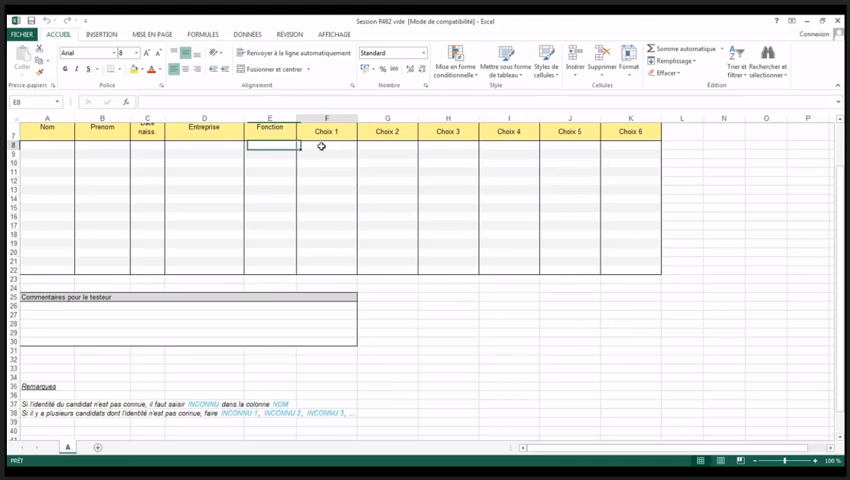 Session R482 vide [Mode de compatibilité] - Excel
FICHIER ACCUEIL INSERTION MISE EN PAGE FORMULES DONNÉES RÉVISION AFFICHAGE Connexion
Coller
Arial 8
Renvoyer à la ligne automatiquement
Standard
Mise en forme conditionnelle
Mettre sous forme de tableau
Styles de cellules
Insérer Supprimer Format
Somme automatique
Remplissage
Effacer
Trier et filtrer
Rechercher et sélectionner
G I S
Fusionner et centrer
% 000
Presse-papiers Police Alignement Nombre Style Cellules Édition
E8
A B C D E F G H I J K L M N O P
7 Nom Prenom Date naiss. Entreprise Fonction Choix 1 Choix 2 Choix 3 Choix 4 Choix 5 Choix 6
8
9
10
11
12
13
14
15
16
17
18
19
20
21
22
23
24
25 Commentaires pour le testeur
26
27
28
29
30
31
32
33
34
35 Remarques
36
37 Si l'identité du candidat n'est pas connue, il faut saisir INCONNU dans la colonne NOM
38 Si il y a plusieurs candidats dont l'identité n'est pas connue, faire INCONNU 1, INCONNU 2, INCONNU 3, ...
39
40
41
A
PRÊT 100 %